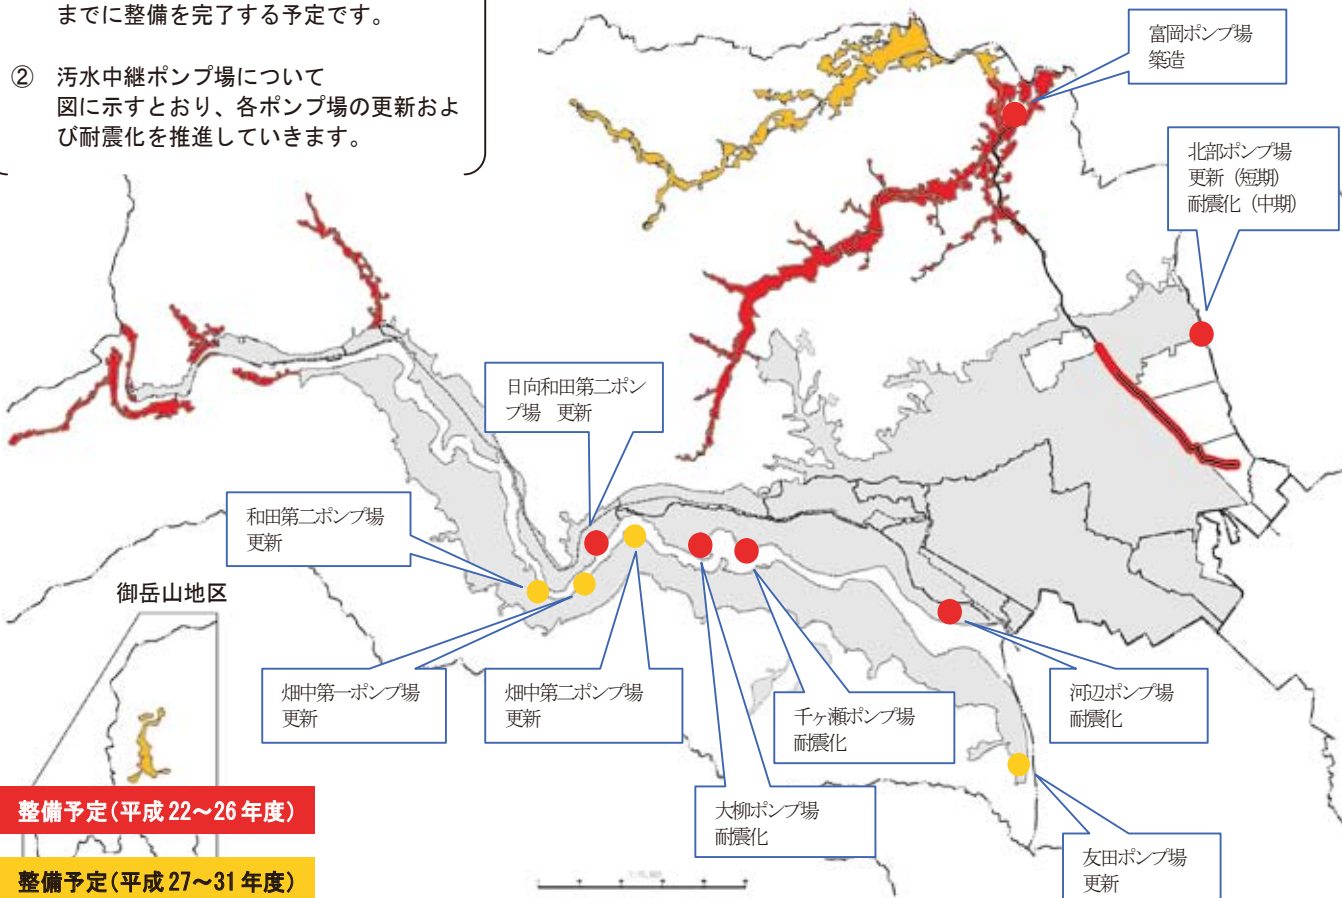 までに整備を完了する予定です。
② 汚水中継ポンプ場について
図に示すとおり、各ポンプ場の更新およ
び耐震化を推進していきます。
富岡ポンプ場
築造
北部ポンプ場
更新（短期）
耐震化（中期）
日向和田第二ポン
プ場　更新
和田第二ポンプ場
更新
御岳山地区
畑中第一ポンプ場
更新
畑中第二ポンプ場
更新
千ヶ瀬ポンプ場
耐震化
河辺ポンプ場
耐震化
大柳ポンプ場
耐震化
友田ポンプ場
更新
整備予定（平成 22～26 年度）
整備予定（平成 27～31 年度）